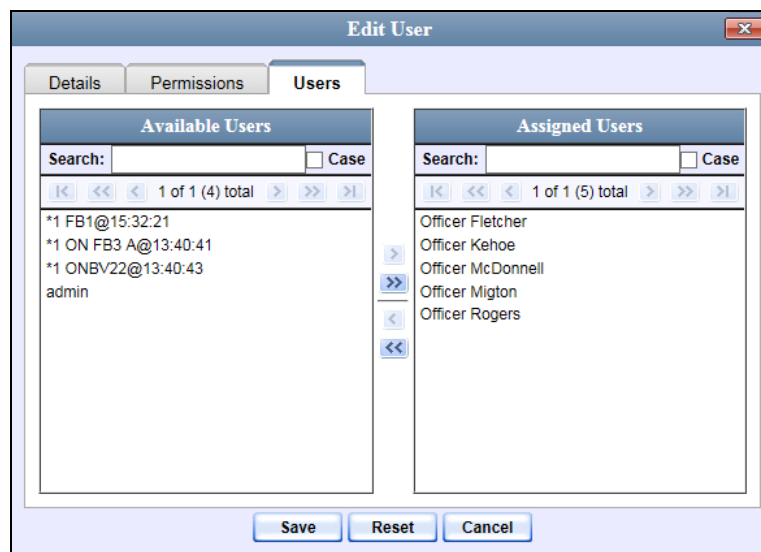 Edit User
Details
Permissions
Users
Available Users
Search:
Case
1 of 1 (4) total
*1 FB1@15:32:21
*1 ON FB3 A@13:40:41
*1 ONBV22@13:40:43
admin
Assigned Users
Search:
Case
1 of 1 (5) total
Officer Fletcher
Officer Kehoe
Officer McDonnell
Officer Migton
Officer Rogers
Save
Reset
Cancel